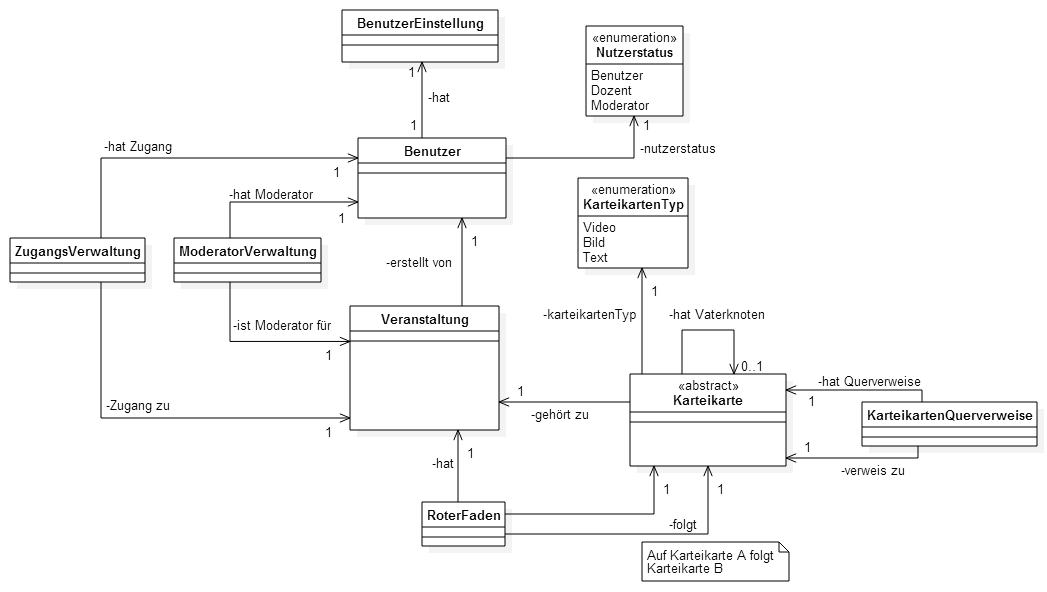 BenutzerEinstellung
«enumeration»
Nutzerstatus
Benutzer
Dozent
Moderator
1
-hat
1
1
-nutzerstatus
-hat Zugang
Benutzer
1
-hat Moderator
1
«enumeration»
KarteikartenTyp
Video
Bild
Text
ZugangsVerwaltung
ModeratorVerwaltung
1
-erstellt von
1
-karteikartenTyp
-hat Vaterknoten
Veranstaltung
-ist Moderator für
1
0..1
«abstract»
Karteikarte
-hat Querverweise
1
KarteikartenQuerverweise
1
-gehört zu
-Zugang zu
1
1
-verweis zu
1
-hat
1
1
RoterFaden
-folgt
Auf Karteikarte A folgt
Karteikarte B